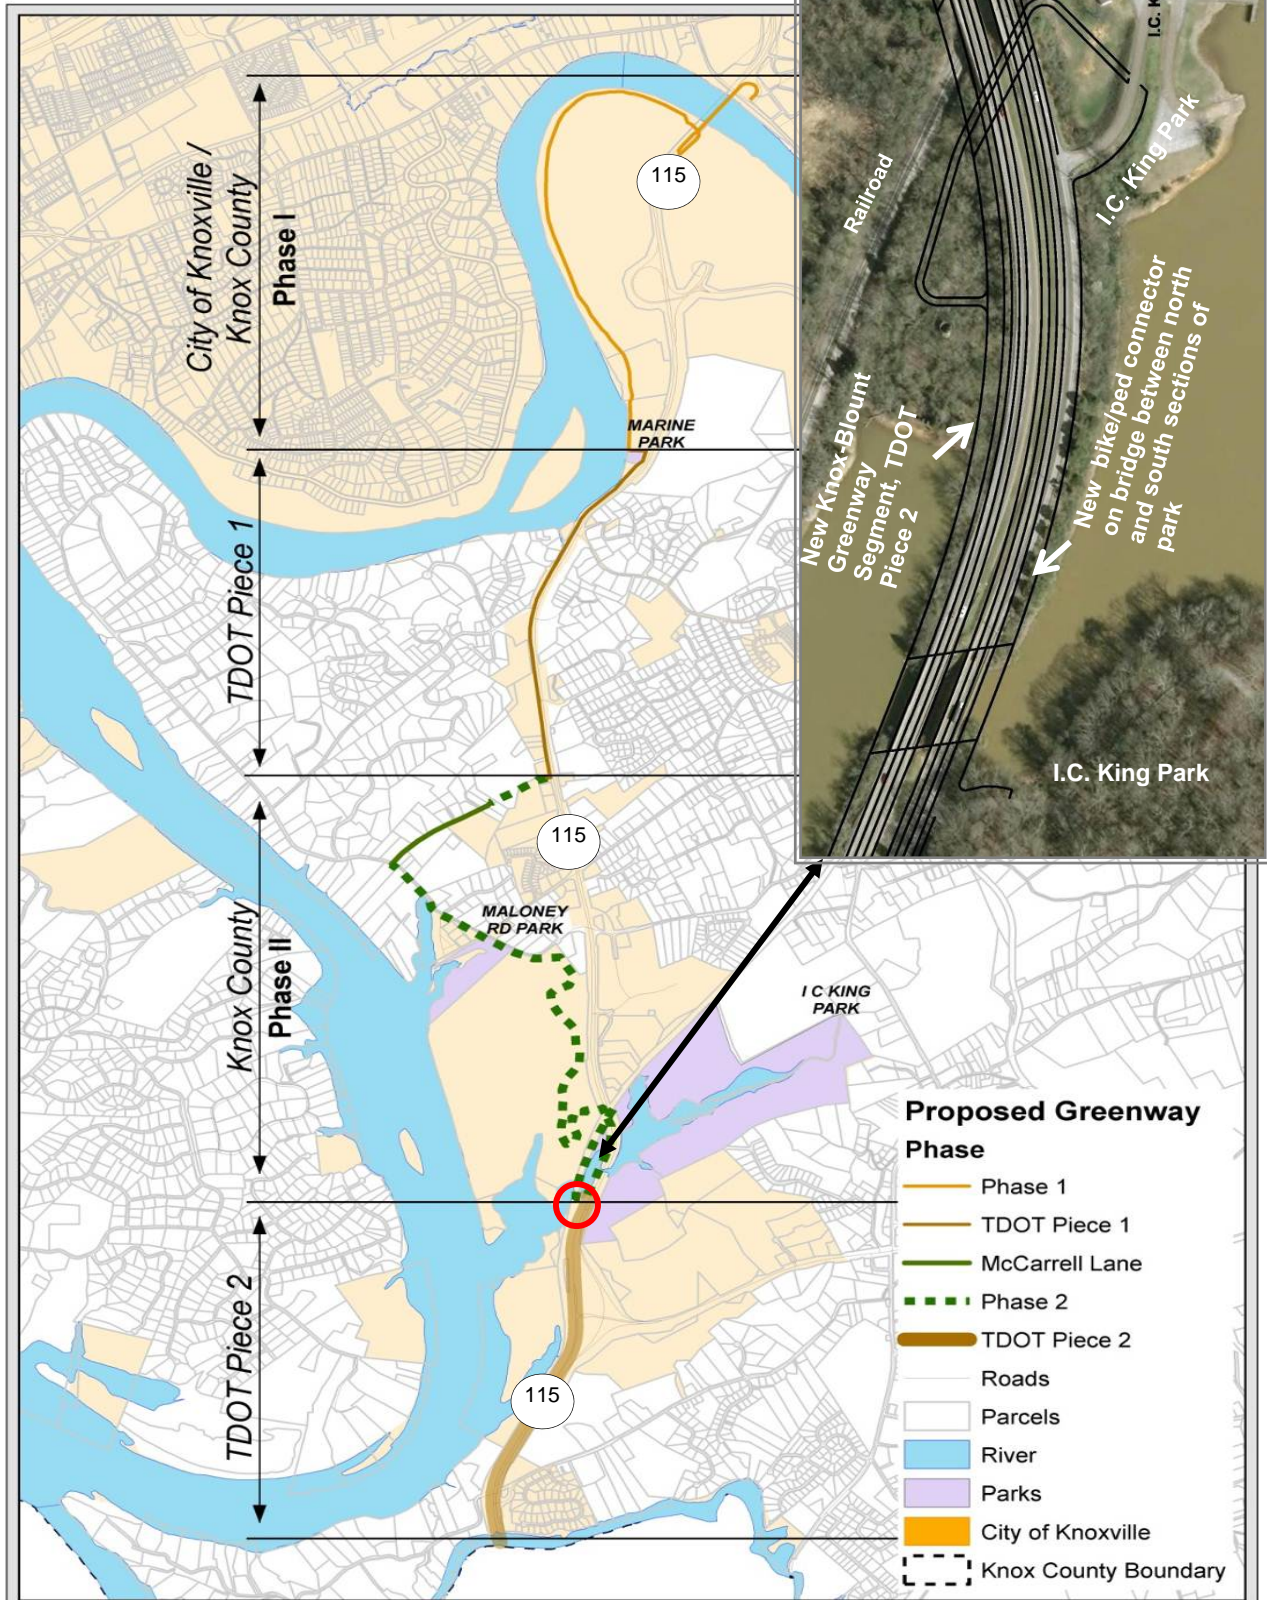 City of Knoxville /
Knox County
Phase I
TDOT Piece 1
Knox County
Phase II
TDOT Piece 2
115
MARINE
PARK
115
MALONEY
RD PARK
I C KING
PARK
115
I.C. K
I.C. King Park
Railroad
New Knox-Blount
Greenway
Segment, TDOT
Piece 2
New bike/ped connector
on bridge between north
and south sections of
park
I.C. King Park
Proposed Greenway
Phase
Phase 1
TDOT Piece 1
McCarrell Lane
Phase 2
TDOT Piece 2
Roads
Parcels
River
Parks
City of Knoxville
Knox County Boundary